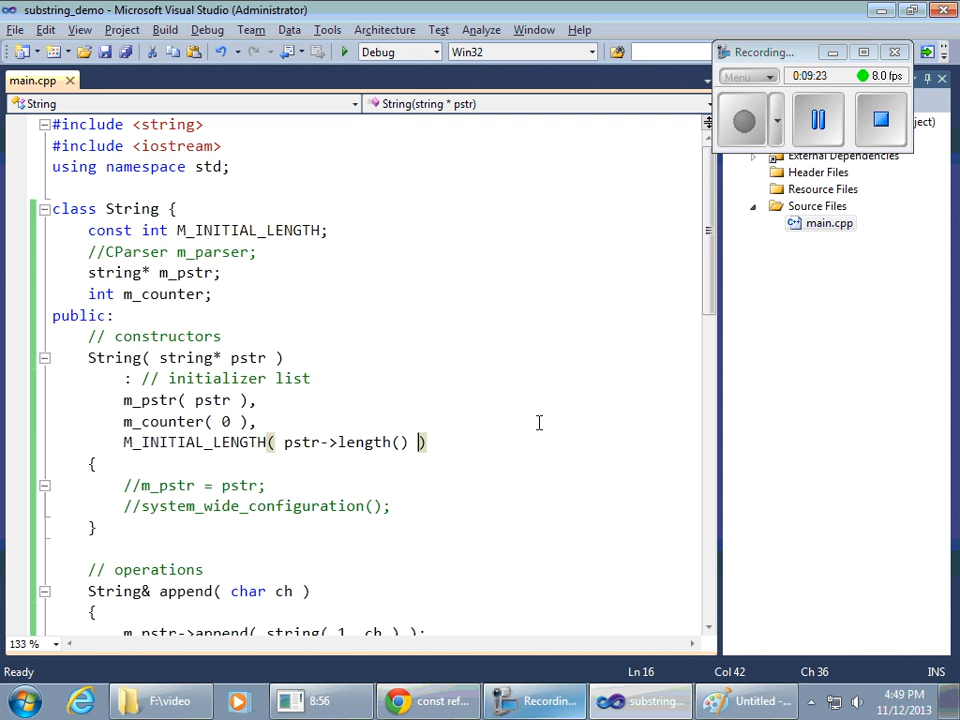 substring_demo - Microsoft Visual Studio (Administrator)
File Edit View Project Build Debug Team Data Tools Architecture Test Analyze Window Help
Debug Win32
Recording...
Menu 0:09:23 8.0 fps
main.cpp
String String(string * pstr)
#include <string>
#include <iostream>
using namespace std;
class String {
const int M_INITIAL_LENGTH;
//CParser m_parser;
string* m_pstr;
int m_counter;
public:
// constructors
String( string* pstr )
: // initializer list
m_pstr( pstr ),
m_counter( 0 ),
M_INITIAL_LENGTH( pstr->length() )
{
//m_pstr = pstr;
//system_wide_configuration();
}
// operations
String& append( char ch )
{
m_pstr->append( string( 1, ch ) );
ject)
External Dependencies
Header Files
Resource Files
Source Files
main.cpp
133 %
Ready Ln 16 Col 42 Ch 36 INS
F:\video 8:56 const ref... Recording... substring... Untitled -...
4:49 PM
11/12/2013